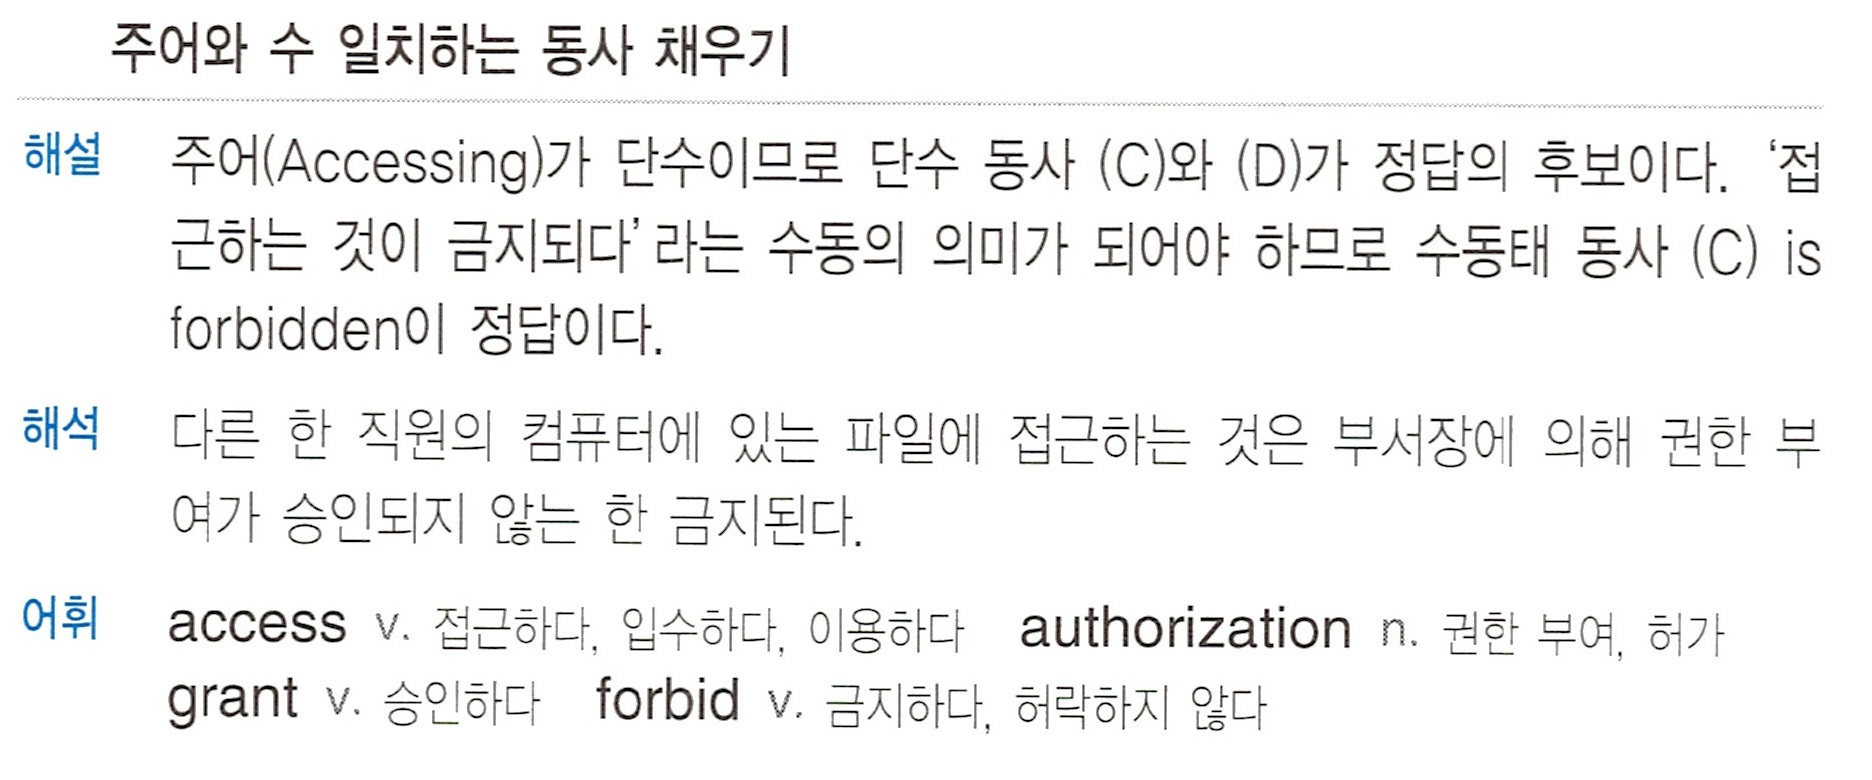 주어와 수 일치하는 동사 채우기
해설 주어(Accessing)가 단수이므로 단수 동사 (C)와 (D)가 정답의 후보이다. ‘접
근하는 것이 금지되다’라는 수동의 의미가 되어야 하므로 수동태 동사 (C) is
forbidden이 정답이다.
해석 다른 한 직원의 컴퓨터에 있는 파일에 접근하는 것은 부서장에 의해 권한 부
여가 승인되지 않는 한 금지된다.
어휘 access v. 접근하다, 입수하다, 이용하다 authorization n. 권한 부여, 허가
grant v. 승인하다 forbid v. 금지하다, 허락하지 않다